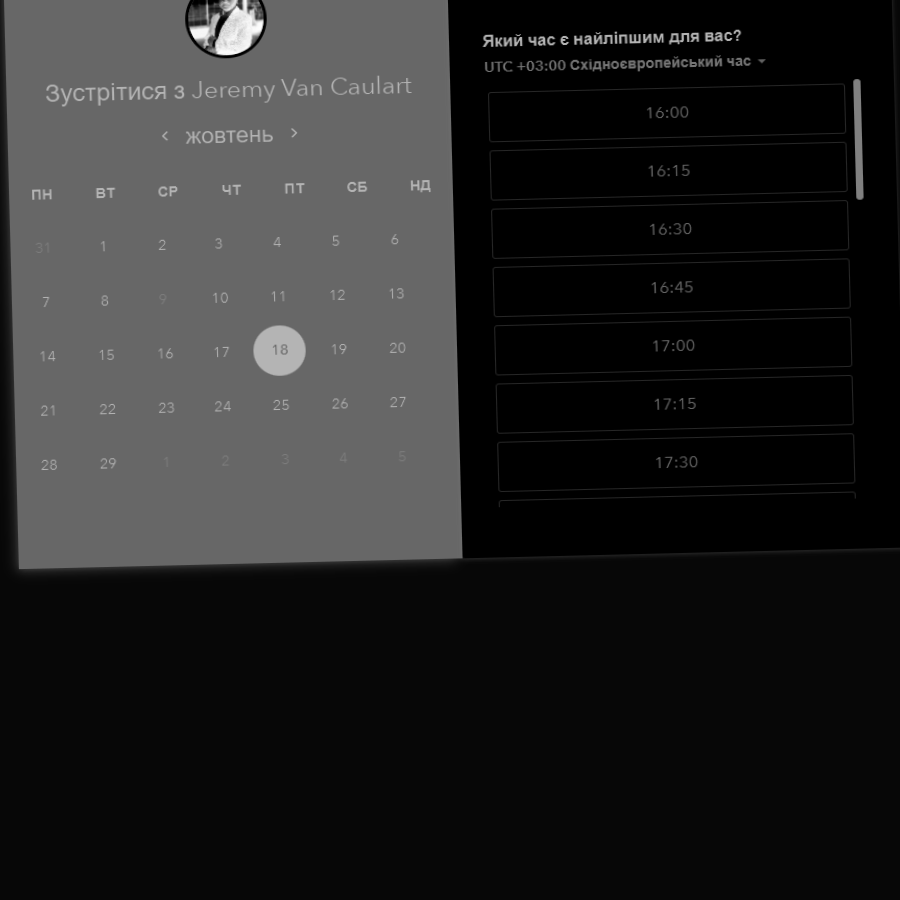 Зустрітися з Jeremy Van Caulart
‹ жовтень ›
ПН ВТ СР ЧТ ПТ СБ НД
31 1 2 3 4 5 6
7 8 9 10 11 12 13
14 15 16 17 18 19 20
21 22 23 24 25 26 27
28 29 1 2 3 4 5
Який час є найліпшим для вас?
UTC +03:00 Східноєвропейський час
16:00
16:15
16:30
16:45
17:00
17:15
17:30